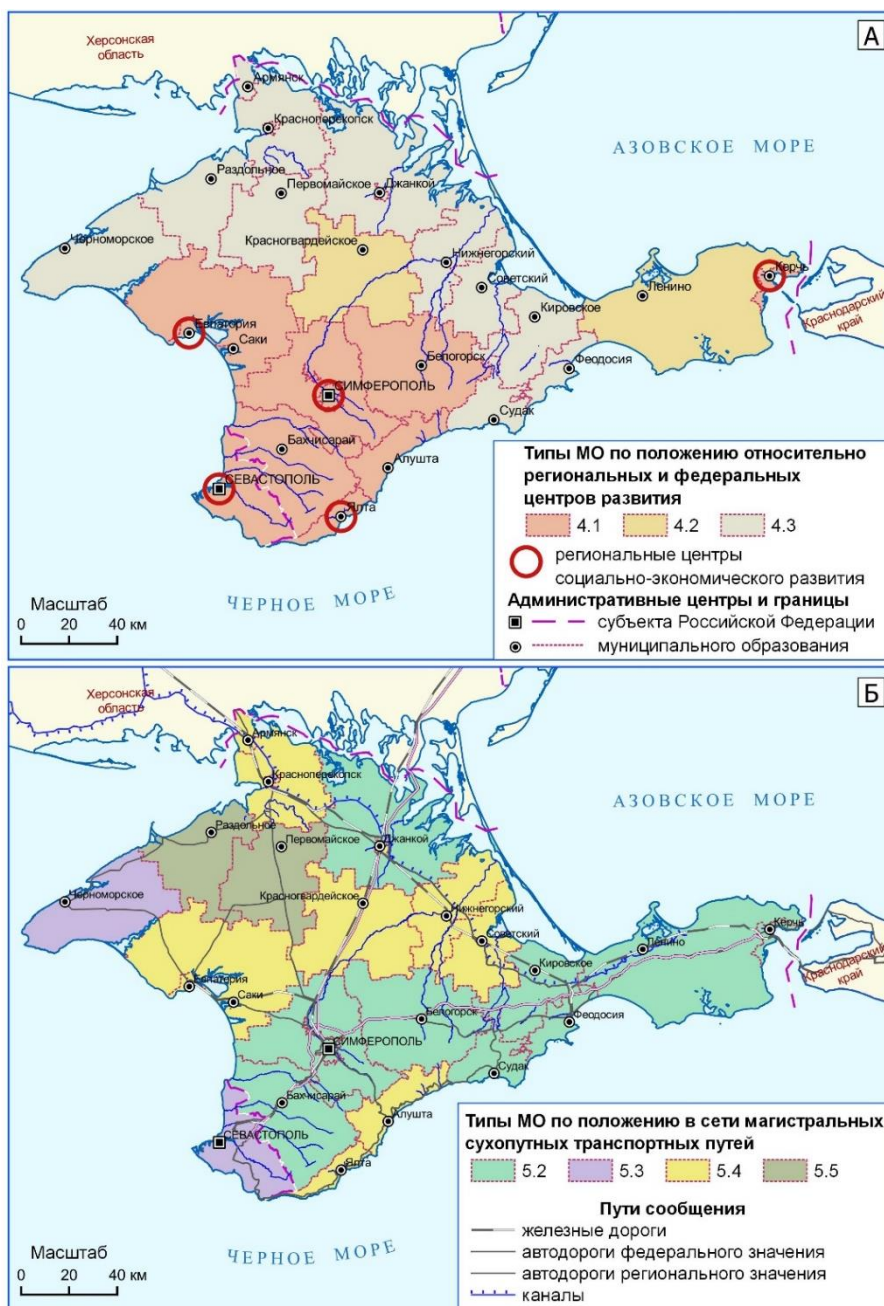 А
Херсонская
область
Армянск
Красноперекопск
АЗОВСКОЕ МОРЕ
Раздольное
Первомайское
Джанкой
Черноморское
Красногвардейское
Нижнегорский
Керчь
Советский
Ленино
Краснодарский
край
Кировское
Евпатория
Саки
Белогорск
Феодосия
СИМФЕРОПОЛЬ
Судак
Бахчисарай
Алушта
СЕВАСТОПОЛЬ
Ялта
ЧЕРНОЕ МОРЕ
Масштаб
0 20 40 км
Типы МО по положению относительно
региональных и федеральных
центров развития
4.1 4.2 4.3
региональные центры
социально-экономического развития
Административные центры и границы
субъекта Российской Федерации
муниципального образования
Б
Херсонская
область
Армянск
Красноперекопск
АЗОВСКОЕ МОРЕ
Раздольное
Первомайское
Джанкой
Черноморское
Красногвардейское
Нижнегорский
Керчь
Советский
Ленино
Кировское
Краснодарский
край
Евпатория
Саки
Белогорск
Феодосия
СИМФЕРОПОЛЬ
Судак
Бахчисарай
Алушта
СЕВАСТОПОЛЬ
Ялта
ЧЕРНОЕ МОРЕ
Масштаб
0 20 40 км
Типы МО по положению в сети магистральных
сухопутных транспортных путей
5.2 5.3 5.4 5.5
Пути сообщения
железные дороги
автодороги федерального значения
автодороги регионального значения
каналы